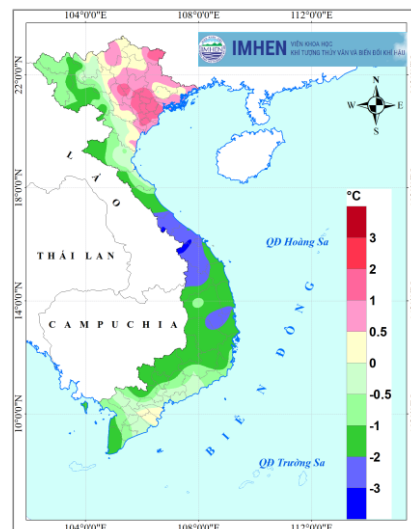 104°0'0"E 108°0'0"E 112°0'0"E
IMHEN
VIỆN KHOA HỌC
KHÍ TƯỢNG THỦY VĂN VÀ BIẾN ĐỔI KHÍ HẬU
22°0'0"N
N
W E
S
LÀO
18°0'0"N
°C
3
2
1
0.5
0
-0.5
-1
-2
-3
QĐ Hoàng Sa
THÁI LAN
14°0'0"N
CAMPUCHIA
BIỂN ĐÔNG
10°0'0"N
QĐ Trường Sa
104°0'0"E 108°0'0"E 112°0'0"E